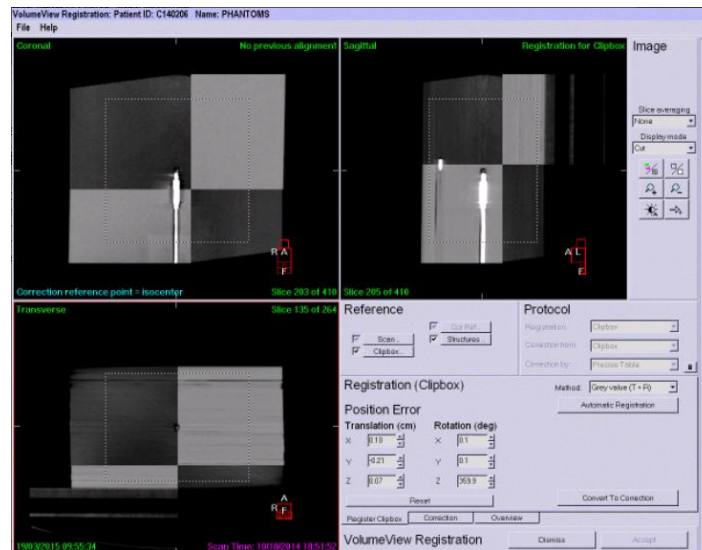 VolumeView Registration: Patient ID: C140206 Name: PHANTOMS
File Help
Coronal
No previous alignment
R A
F
Correction reference point = isocenter
Slice 203 of 410
Sagittal
Registration for Clipbox
A L
F
Slice 205 of 410
Image
Slice averaging
None
Display mode
Cut
Transverse
Slice 135 of 264
A
R F
19/03/2015 09:55:34
Scan Time: 10/10/2014 18:51:52
Reference
Cor Ref...
Scan...
Structures...
Clipbox...
Protocol
Registration: Clipbox
Correction from: Clipbox
Correction by: Precise Table
Registration (Clipbox)
Method: Grey value (T + R)
Automatic Registration
Position Error
Translation (cm) Rotation (deg)
X 0.10 X 0.1
Y -0.21 Y 0.1
Z 0.07 Z 359.9
Reset
Convert To Correction
Register Clipbox Correction Overview
VolumeView Registration
Dismiss Accept